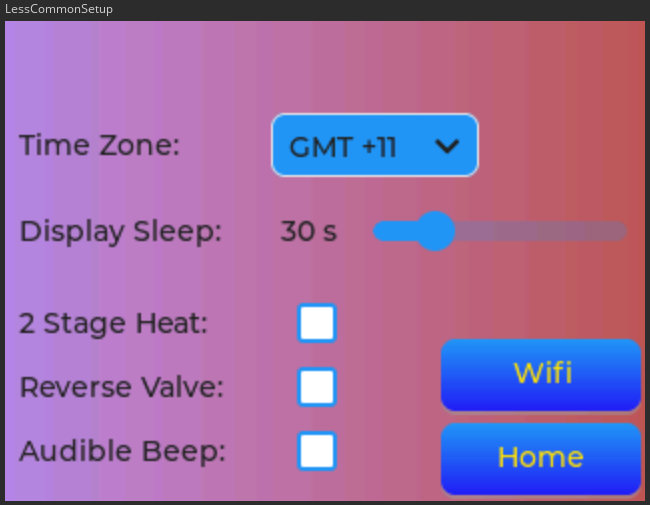 LessCommonSetup
Time Zone: GMT +11
Display Sleep: 30 s
2 Stage Heat:
Reverse Valve:
Wifi
Audible Beep:
Home